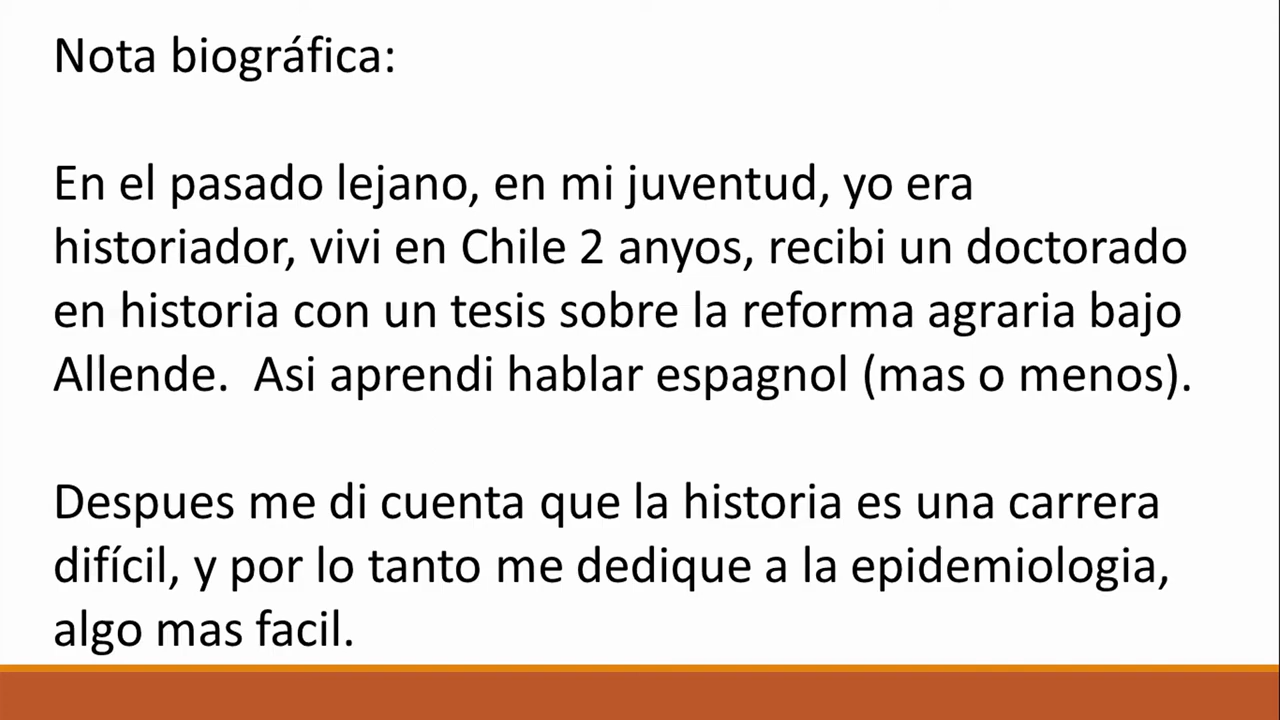 Nota biográfica:
En el pasado lejano, en mi juventud, yo era
historiador, vivi en Chile 2 anyos, recibi un doctorado
en historia con un tesis sobre la reforma agraria bajo
Allende.  Asi aprendi hablar espagnol (mas o menos).
Despues me di cuenta que la historia es una carrera
difícil, y por lo tanto me dedique a la epidemiologia,
algo mas facil.